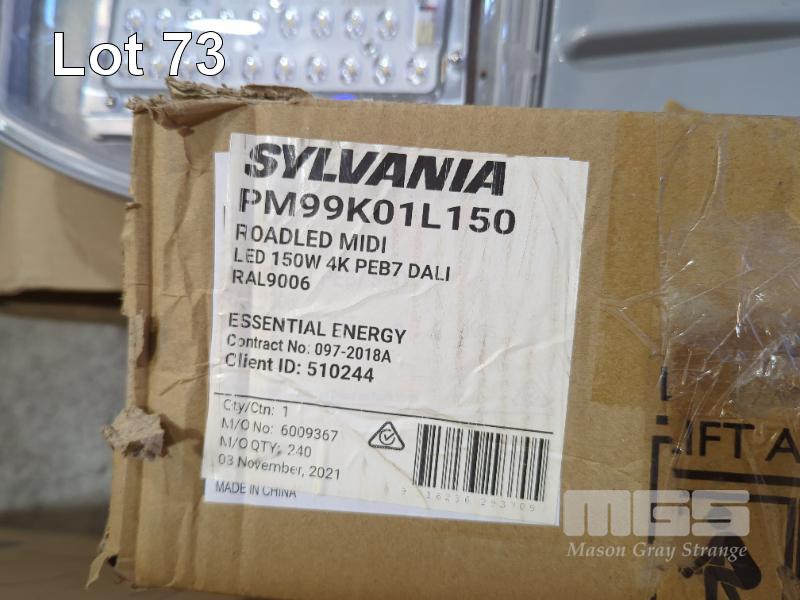 Lot 73
SYLVANIA
PM99K01L150
ROADLED MIDI
LED 150W 4K PEB7 DALI
RAL9006
ESSENTIAL ENERGY
Contract No: 097-2018A
Client ID: 510244
Qty/Ctn: 1
M/O No: 6009367
M/O QTY: 240
03 November, 2021
MADE IN CHINA
LIFT A
MGS
Mason Gray Strange